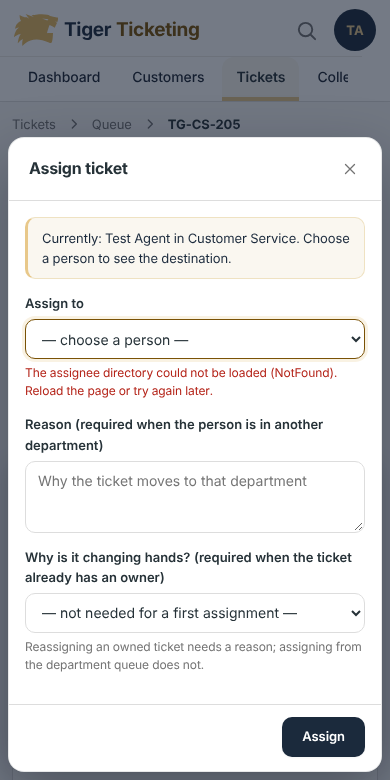 Tiger Ticketing
TA
Dashboard
Customers
Tickets
Colle
Tickets
Queue
TG-CS-205
Assign ticket
Currently: Test Agent in Customer Service. Choose
a person to see the destination.
Assign to
— choose a person —
The assignee directory could not be loaded (NotFound).
Reload the page or try again later.
Reason (required when the person is in another
department)
Why the ticket moves to that department
Why is it changing hands? (required when the ticket
already has an owner)
— not needed for a first assignment —
Reassigning an owned ticket needs a reason; assigning from
the department queue does not.
Assign